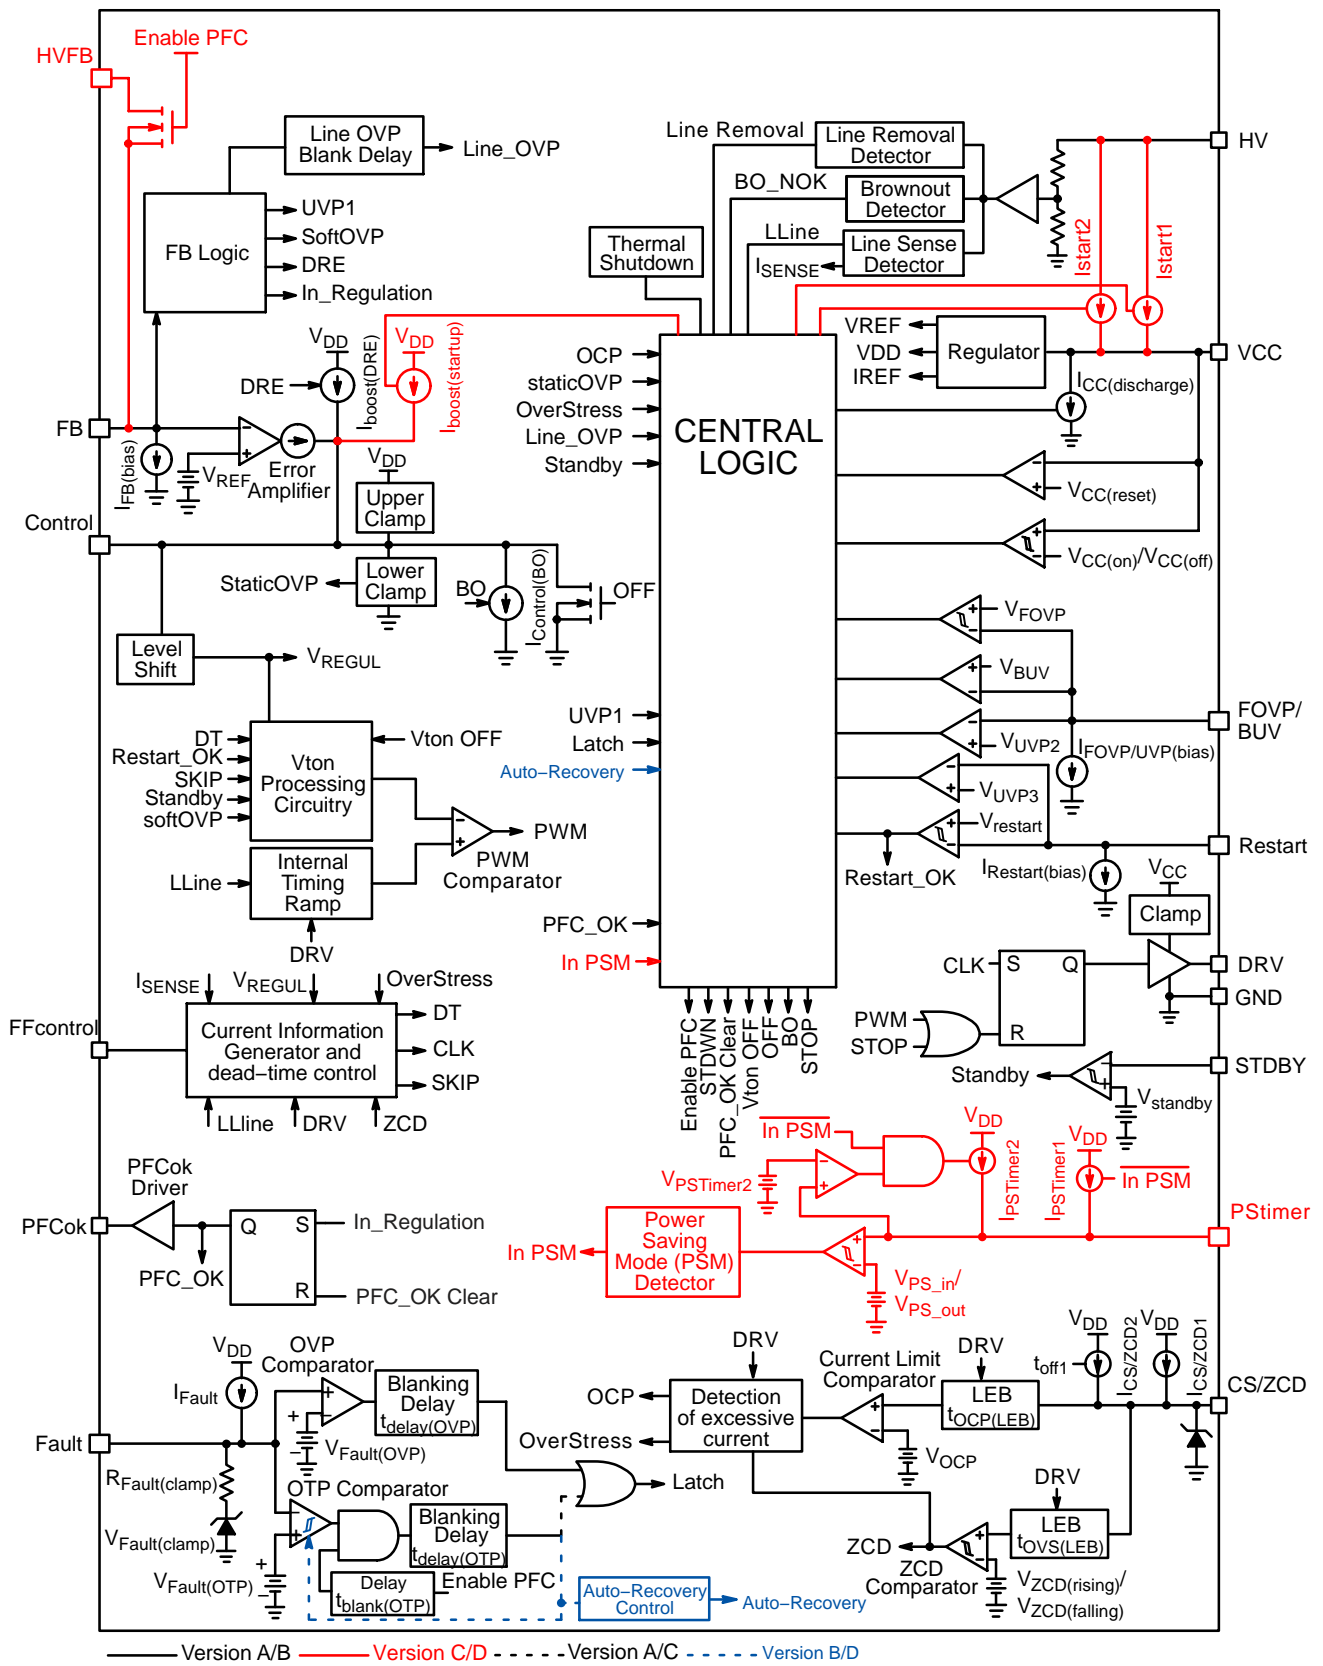 Enable PFC
HVFB
Line OVP
Blank Delay
Line_OVP
FB Logic
UVP1
SoftOVP
DRE
In_Regulation
Line Removal
Line Removal
Detector
BO_NOK
Brownout
Detector
LLine
Line Sense
Detector
ISENSE
Thermal
Shutdown
HV
Istart2
Istart1
VREF
VDD
IREF
Regulator
VCC
ICC(discharge)
VDD
DRE
Iboost(DRE)
VDD
Iboost(startup)
OCP
staticOVP
OverStress
Line_OVP
Standby
CENTRAL
LOGIC
FB
IFB(bias)
VREF
Error
Amplifier
VDD
Upper
Clamp
VCC(reset)
Control
StaticOVP
Lower
Clamp
BO
IControl(BO)
OFF
VCC(on)/VCC(off)
Level
Shift
VREGUL
VFOVP
VBUV
VUVP2
FOVP/
BUV
IFOVP/UVP(bias)
UVP1
Latch
Auto–Recovery
VUVP3
Vrestart
Restart
IRestart(bias)
Restart_OK
DT
Restart_OK
SKIP
Standby
softOVP
Vton
Processing
Circuitry
Vton OFF
PWM
PWM
Comparator
LLine
Internal
Timing
Ramp
DRV
PFC_OK
In PSM
VCC
Clamp
CLK
S
Q
R
DRV
GND
PWM
STOP
ISENSE
VREGUL
OverStress
FFcontrol
Current Information
Generator and
dead–time control
DT
CLK
SKIP
LLline
DRV
ZCD
Enable PFC
STDWN
PFC_OK Clear
Vton OFF
OFF
BO
STOP
STDBY
Standby
Vstandby
In PSM
VDD
VPSTimer2
IPSTimer2
VDD
IPSTimer1
In PSM
PStimer
PFCok
Driver
PFCok
PFC_OK
Q
S
R
In_Regulation
PFC_OK Clear
In PSM
Power
Saving
Mode (PSM)
Detector
VPS_in/
VPS_out
VDD
IFault
OVP
Comparator
Blanking
Delay
tdelay(OVP)
+
–
VFault(OVP)
Fault
RFault(clamp)
VFault(clamp)
OTP Comparator
Blanking
Delay
tdelay(OTP)
+
–
VFault(OTP)
Delay
tblank(OTP)
Enable PFC
Latch
Auto–Recovery
Control
Auto–Recovery
DRV
OCP
OverStress
Detection
of excessive
current
Current Limit
Comparator
VOCP
DRV
LEB
tOCP(LEB)
VDD
toff1
ICS/ZCD2
VDD
ICS/ZCD1
CS/ZCD
DRV
LEB
tOVS(LEB)
ZCD
ZCD
Comparator
VZCD(rising)/
VZCD(falling)
Version A/B
Version C/D
Version A/C
Version B/D